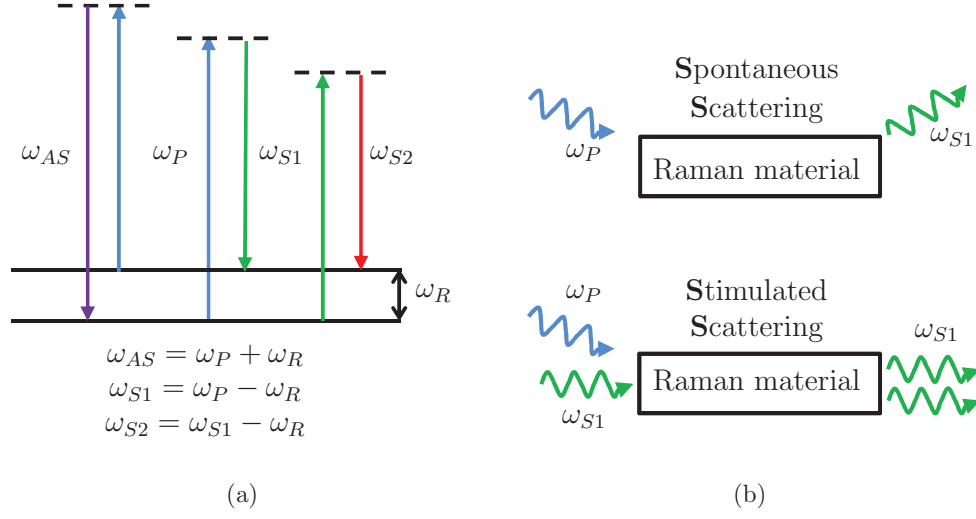 ω_AS
ω_P
ω_S1
ω_S2
ω_R
ω_AS = ω_P + ω_R
ω_S1 = ω_P − ω_R
ω_S2 = ω_S1 − ω_R
(a)
Spontaneous
Scattering
ω_P
Raman material
ω_S1
ω_P
Stimulated
Scattering
ω_S1
Raman material
ω_S1
(b)